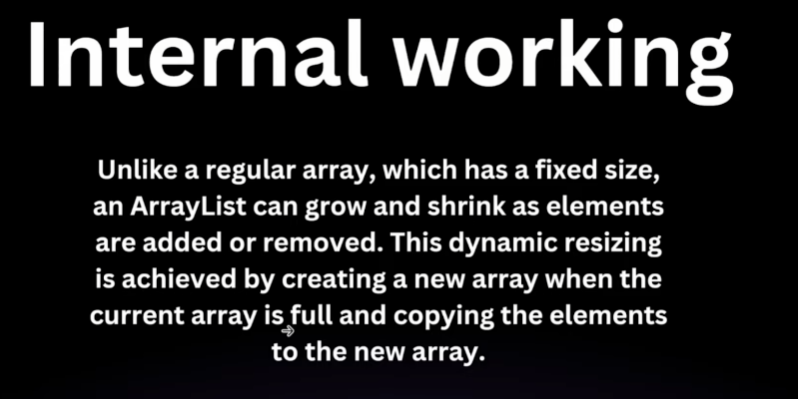 Internal working
Unlike a regular array, which has a fixed size,
an ArrayList can grow and shrink as elements
are added or removed. This dynamic resizing
is achieved by creating a new array when the
current array is full and copying the elements
to the new array.